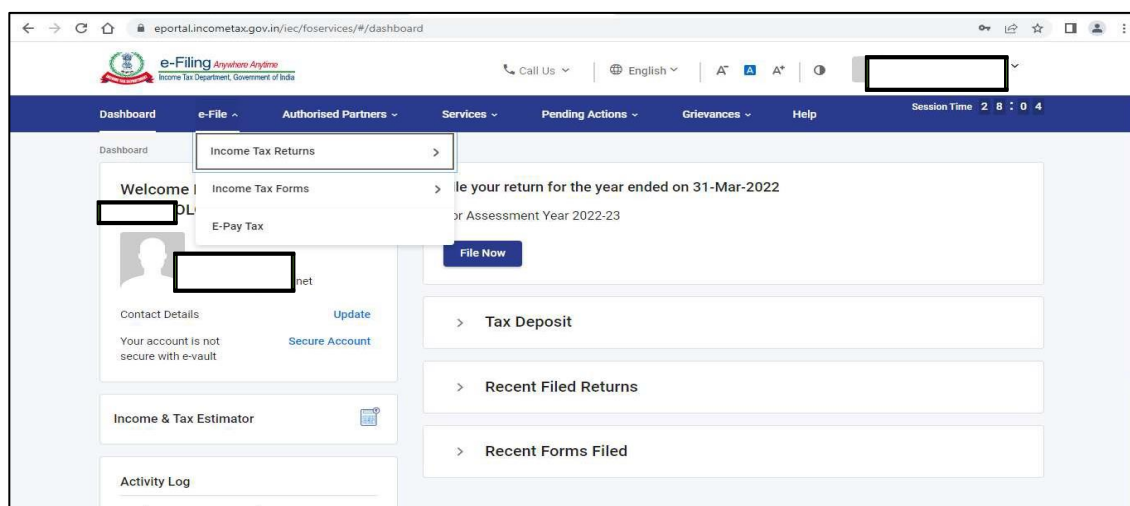 eportal.incometax.gov.in/iec/foservices/#/dashboard
e-Filing Anywhere Anytime
Income Tax Department, Government of India
Call Us English A- A A+
Dashboard e-File Authorised Partners Services Pending Actions Grievances Help Session Time 2 8 : 0 4
Dashboard
Income Tax Returns
Income Tax Forms
E-Pay Tax
Welcome
OL
net
Contact Details Update
Your account is not Secure Account
secure with e-vault
Income & Tax Estimator
Activity Log
le your return for the year ended on 31-Mar-2022
or Assessment Year 2022-23
File Now
Tax Deposit
Recent Filed Returns
Recent Forms Filed